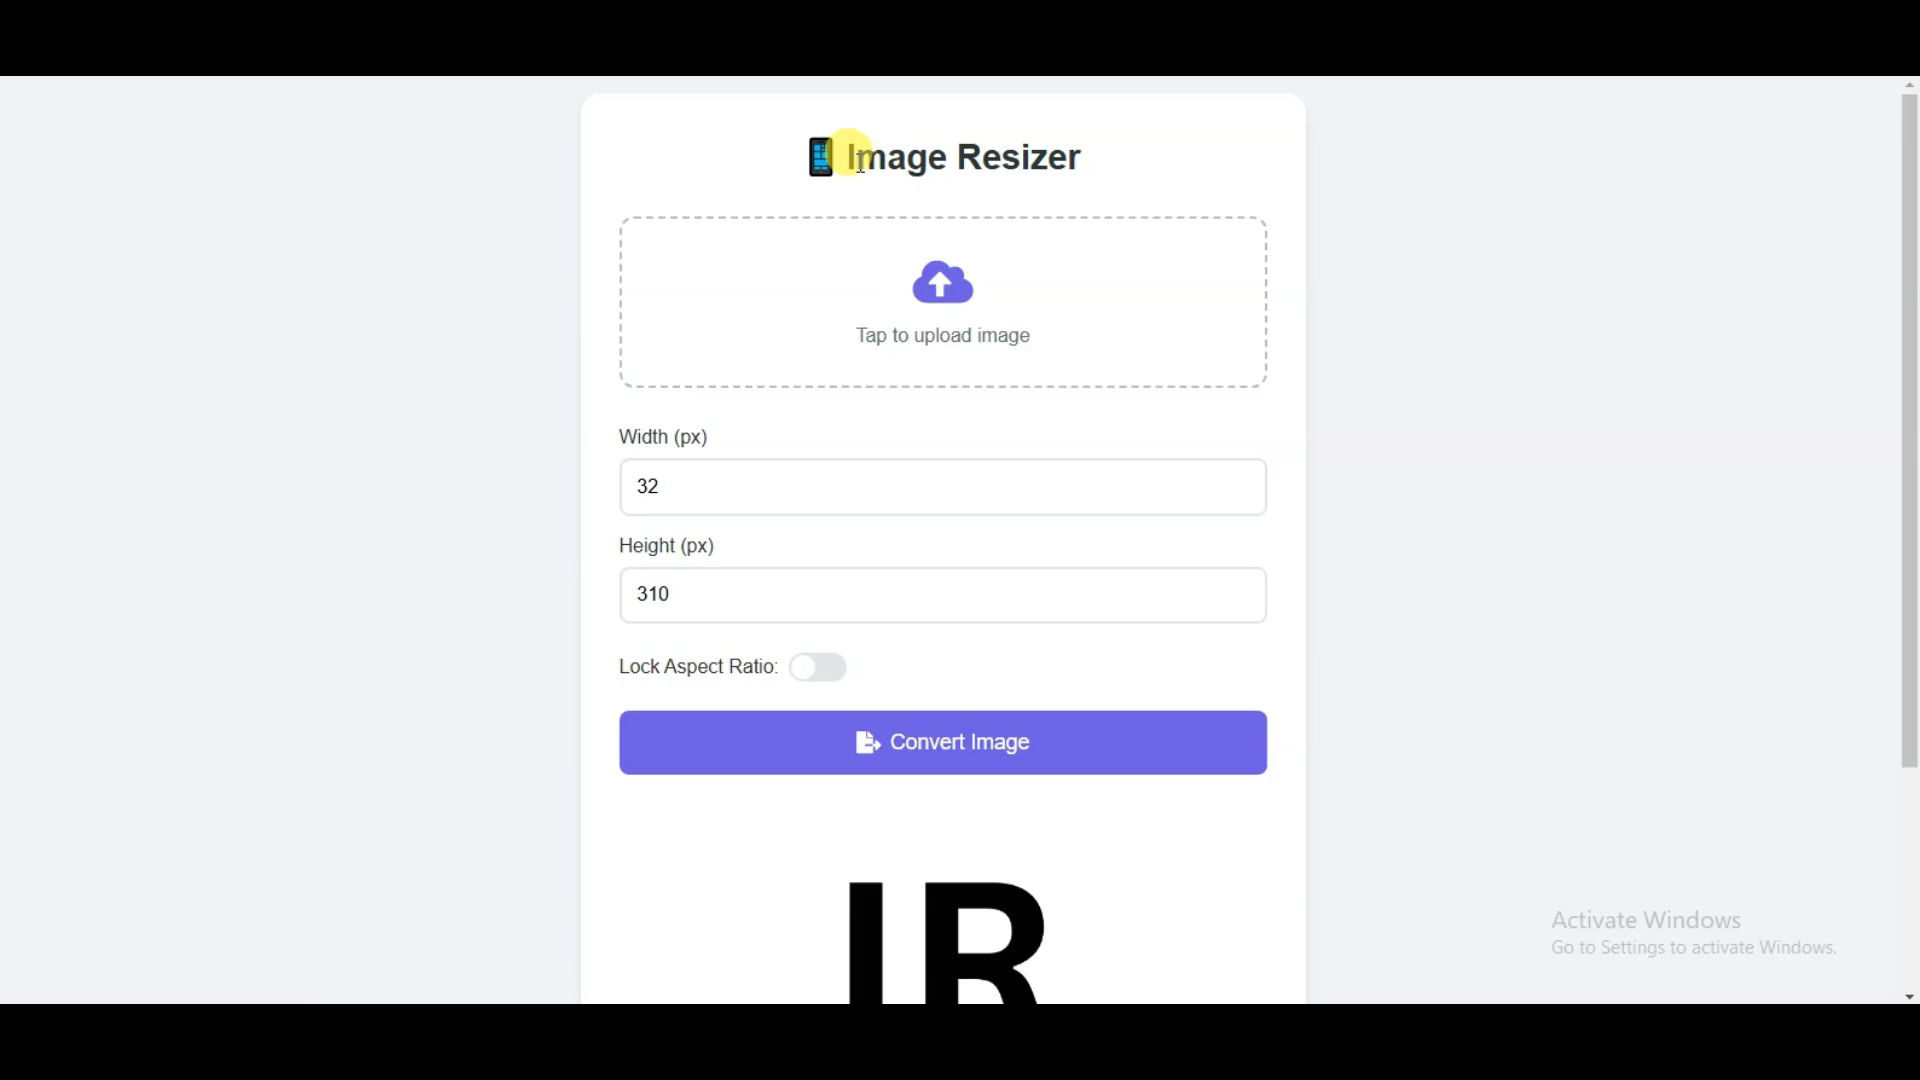 Image Resizer
Tap to upload image
Width (px)
32
Height (px)
310
Lock Aspect Ratio:
Convert Image
IR
Activate Windows
Go to Settings to activate Windows.